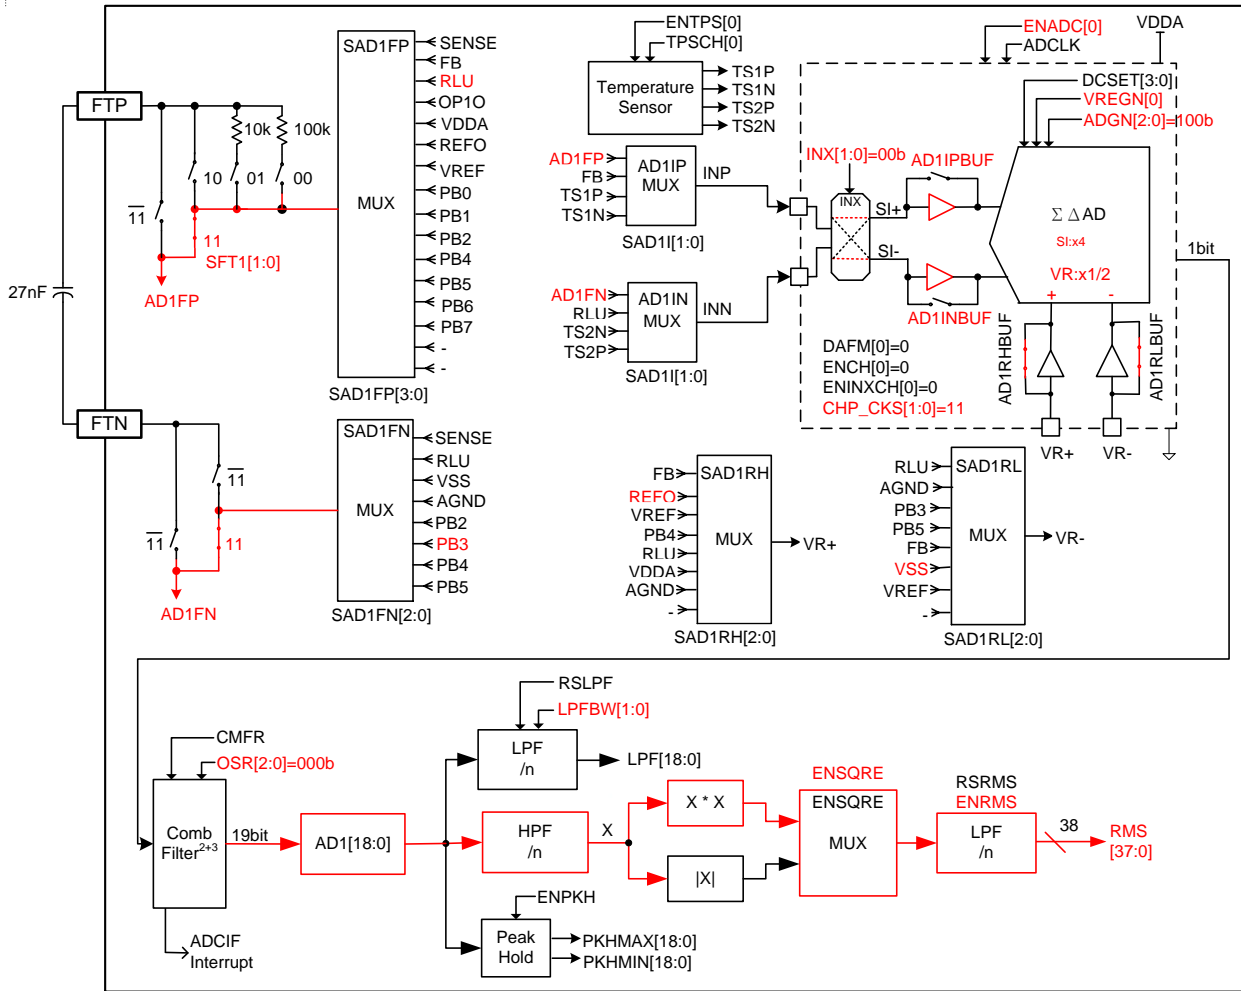 ENTPS[0]
TPSCH[0]
ENADC[0]
ADCLK
VDDA
SAD1FP
SENSE
FB
RLU
OP1O
VDDA
REFO
VREF
PB0
PB1
PB2
PB4
PB5
PB6
PB7
-
-
MUX
SAD1FP[3:0]
FTP
10k
100k
10
01
00
11
11
SFT1[1:0]
AD1FP
27nF
FTN
11
11
11
AD1FN
SAD1FN
SENSE
RLU
VSS
AGND
PB2
PB3
PB4
PB5
MUX
SAD1FN[2:0]
Temperature
Sensor
TS1P
TS1N
TS2P
TS2N
AD1FP
FB
TS1P
TS1N
AD1IP
MUX
INP
SAD1I[1:0]
AD1FN
RLU
TS2N
TS2P
AD1IN
MUX
INN
SAD1I[1:0]
DCSET[3:0]
VREGN[0]
ADGN[2:0]=100b
INX[1:0]=00b
AD1IPBUF
INX
SI+
SI-
AD1INBUF
Σ ΔAD
SI:x4
VR:x1/2
+
-
1bit
DAFM[0]=0
ENCH[0]=0
ENINXCH[0]=0
CHP_CKS[1:0]=11
AD1RHBUF
AD1RLBUF
VR+
VR-
SAD1RH
FB
REFO
VREF
PB4
RLU
VDDA
AGND
-
MUX
VR+
SAD1RH[2:0]
SAD1RL
RLU
AGND
PB3
PB5
FB
VSS
VREF
-
MUX
VR-
SAD1RL[2:0]
CMFR
OSR[2:0]=000b
Comb
Filter2+3
19bit
ADCIF
Interrupt
AD1[18:0]
RSLPF
LPFBW[1:0]
LPF
/n
LPF[18:0]
HPF
/n
X
X * X
|X|
ENPKH
Peak
Hold
PKHMAX[18:0]
PKHMIN[18:0]
ENSQRE
ENSQRE
MUX
RSRMS
ENRMS
LPF
/n
38
RMS
[37:0]